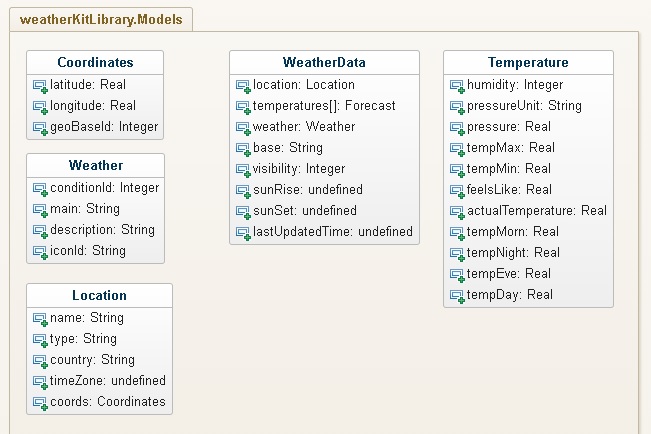 weatherKitLibrary.Models
Coordinates
latitude: Real
longitude: Real
geoBaseId: Integer
Weather
conditionId: Integer
main: String
description: String
iconId: String
Location
name: String
type: String
country: String
timeZone: undefined
coords: Coordinates
WeatherData
location: Location
temperatures[]: Forecast
weather: Weather
base: String
visibility: Integer
sunRise: undefined
sunSet: undefined
lastUpdatedTime: undefined
Temperature
humidity: Integer
pressureUnit: String
pressure: Real
tempMax: Real
tempMin: Real
feelsLike: Real
actualTemperature: Real
tempMorn: Real
tempNight: Real
tempEve: Real
tempDay: Real